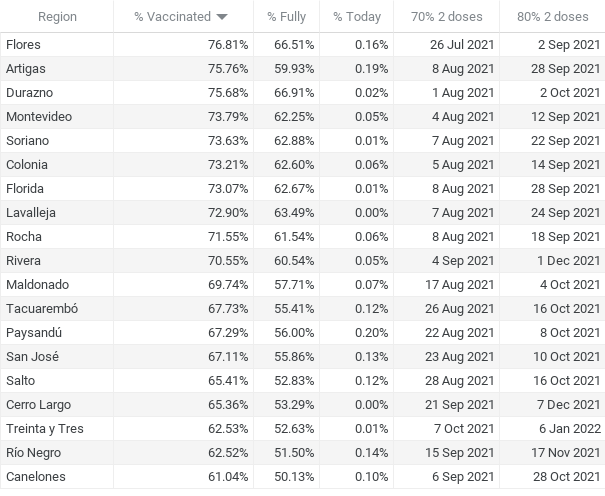 Region % Vaccinated % Fully % Today 70% 2 doses 80% 2 doses
Flores 76.81% 66.51% 0.16% 26 Jul 2021 2 Sep 2021
Artigas 75.76% 59.93% 0.19% 8 Aug 2021 28 Sep 2021
Durazno 75.68% 66.91% 0.02% 1 Aug 2021 2 Oct 2021
Montevideo 73.79% 62.25% 0.05% 4 Aug 2021 12 Sep 2021
Soriano 73.63% 62.88% 0.01% 7 Aug 2021 22 Sep 2021
Colonia 73.21% 62.60% 0.06% 5 Aug 2021 14 Sep 2021
Florida 73.07% 62.67% 0.01% 8 Aug 2021 28 Sep 2021
Lavalleja 72.90% 63.49% 0.00% 7 Aug 2021 24 Sep 2021
Rocha 71.55% 61.54% 0.06% 8 Aug 2021 18 Sep 2021
Rivera 70.55% 60.54% 0.05% 4 Sep 2021 1 Dec 2021
Maldonado 69.74% 57.71% 0.07% 17 Aug 2021 4 Oct 2021
Tacuarembó 67.73% 55.41% 0.12% 26 Aug 2021 16 Oct 2021
Paysandú 67.29% 56.00% 0.20% 22 Aug 2021 8 Oct 2021
San José 67.11% 55.86% 0.13% 23 Aug 2021 10 Oct 2021
Salto 65.41% 52.83% 0.12% 28 Aug 2021 16 Oct 2021
Cerro Largo 65.36% 53.29% 0.00% 21 Sep 2021 7 Dec 2021
Treinta y Tres 62.53% 52.63% 0.01% 7 Oct 2021 6 Jan 2022
Río Negro 62.52% 51.50% 0.14% 15 Sep 2021 17 Nov 2021
Canelones 61.04% 50.13% 0.10% 6 Sep 2021 28 Oct 2021